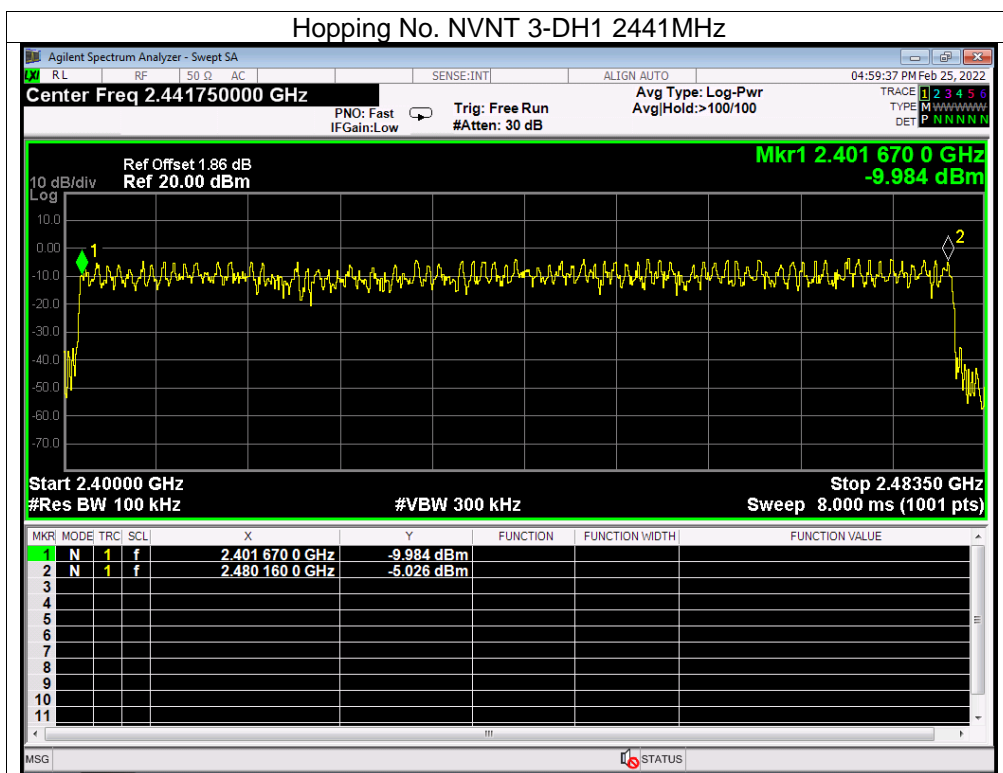 Hopping No. NVNT 3-DH1 2441MHz
Agilent Spectrum Analyzer - Swept SA
LXI RL RF 50 Ω AC SENSE:INT ALIGN AUTO 04:59:37 PM Feb 25, 2022
Center Freq 2.441750000 GHz Avg Type: Log-Pwr TRACE 1 2 3 4 5 6
PNO: Fast Trig: Free Run Avg|Hold:>100/100 TYPE M WWWWW
IFGain:Low #Atten: 30 dB DET P N N N N N
Mkr1 2.401 670 0 GHz
Ref Offset 1.86 dB
10 dB/div Ref 20.00 dBm -9.984 dBm
Log
10.0
0.00
-10.0
-20.0
-30.0
-40.0
-50.0
-60.0
-70.0
1
2
Start 2.40000 GHz Stop 2.48350 GHz
#Res BW 100 kHz #VBW 300 kHz Sweep 8.000 ms (1001 pts)
MKR MODE TRC SCL X Y FUNCTION FUNCTION WIDTH FUNCTION VALUE
1 N 1 f 2.401 670 0 GHz -9.984 dBm
2 N 1 f 2.480 160 0 GHz -5.026 dBm
3
4
5
6
7
8
9
10
11
MSG STATUS